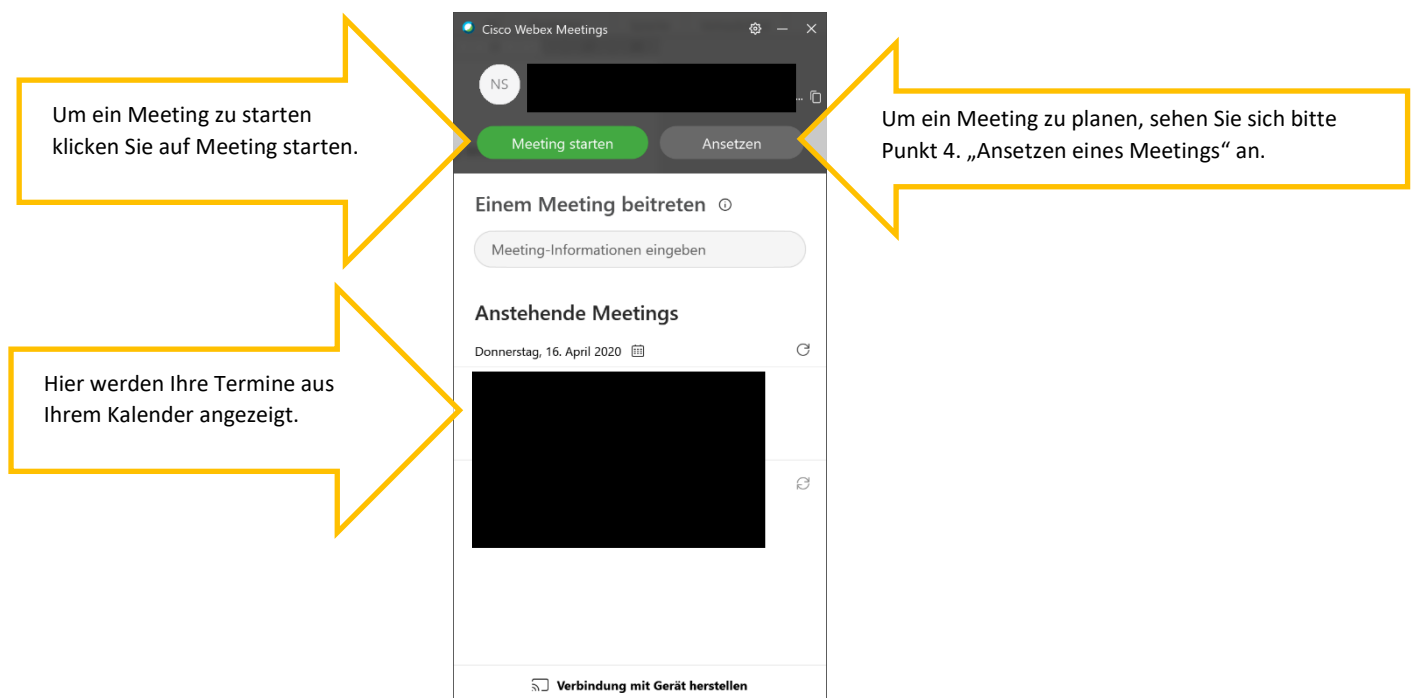 Cisco Webex Meetings
NS
...
Meeting starten
Ansetzen
Um ein Meeting zu starten
klicken Sie auf Meeting starten.
Um ein Meeting zu planen, sehen Sie sich bitte
Punkt 4. „Ansetzen eines Meetings“ an.
Einem Meeting beitreten
Meeting-Informationen eingeben
Anstehende Meetings
Donnerstag, 16. April 2020
Hier werden Ihre Termine aus
Ihrem Kalender angezeigt.
Verbindung mit Gerät herstellen